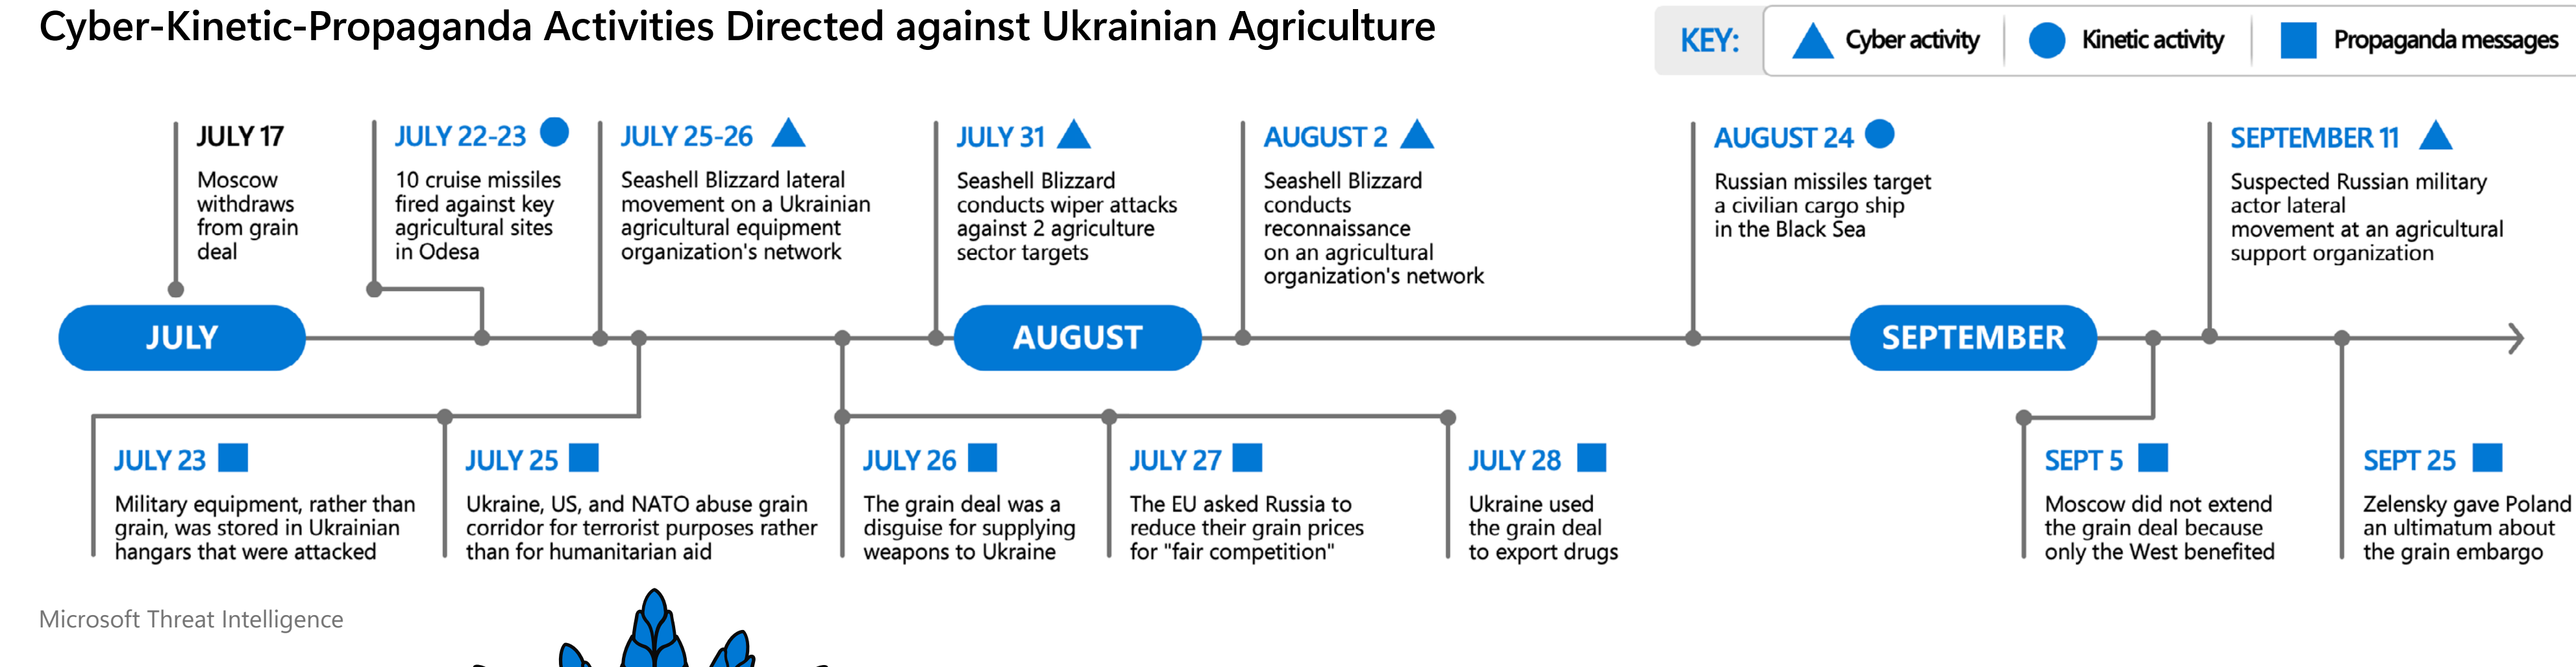 Cyber-Kinetic-Propaganda Activities Directed against Ukrainian Agriculture
KEY:
Cyber activity
Kinetic activity
Propaganda messages
JULY 17
Moscow
withdraws
from grain
deal
JULY 22-23
10 cruise missiles
fired against key
agricultural sites
in Odesa
JULY 25-26
Seashell Blizzard lateral
movement on a Ukrainian
agricultural equipment
organization's network
JULY 31
Seashell Blizzard
conducts wiper attacks
against 2 agriculture
sector targets
AUGUST 2
Seashell Blizzard
conducts
reconnaissance
on an agricultural
organization's network
AUGUST 24
Russian missiles target
a civilian cargo ship
in the Black Sea
SEPTEMBER 11
Suspected Russian military
actor lateral
movement at an agricultural
support organization
JULY
AUGUST
SEPTEMBER
JULY 23
Military equipment, rather than
grain, was stored in Ukrainian
hangars that were attacked
JULY 25
Ukraine, US, and NATO abuse grain
corridor for terrorist purposes rather
than for humanitarian aid
JULY 26
The grain deal was a
disguise for supplying
weapons to Ukraine
JULY 27
The EU asked Russia to
reduce their grain prices
for "fair competition"
JULY 28
Ukraine used
the grain deal
to export drugs
SEPT 5
Moscow did not extend
the grain deal because
only the West benefited
SEPT 25
Zelensky gave Poland
an ultimatum about
the grain embargo
Microsoft Threat Intelligence